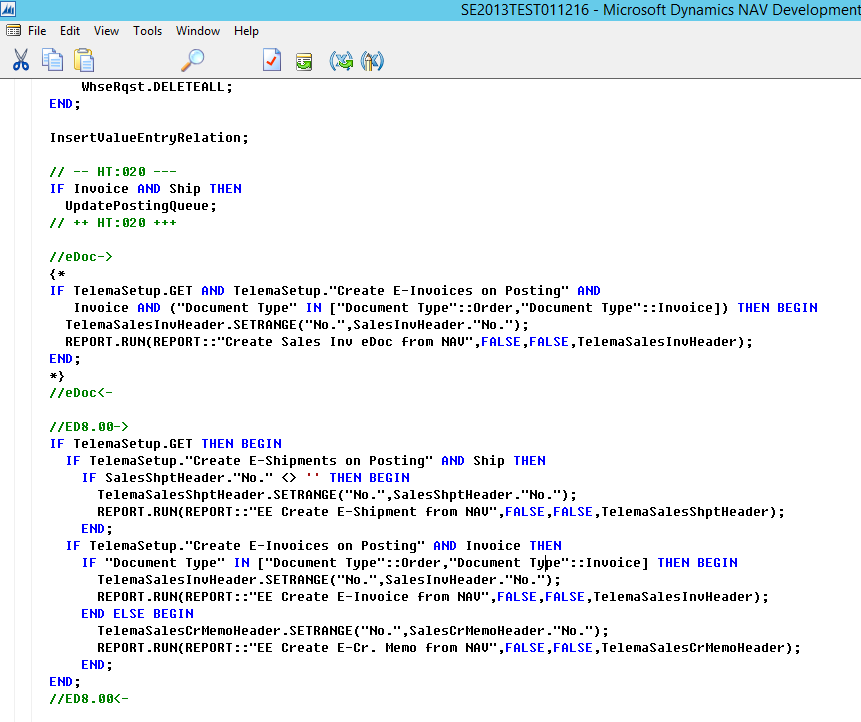 SE2013TEST011216 - Microsoft Dynamics NAV Development
File Edit View Tools Window Help
WhseRqst.DELETEALL;
END;
InsertValueEntryRelation;
// -- HT:020 ---
IF Invoice AND Ship THEN
UpdatePostingQueue;
// ++ HT:020 +++
//eDoc->
{*
IF TelemaSetup.GET AND TelemaSetup."Create E-Invoices on Posting" AND
Invoice AND ("Document Type" IN ["Document Type"::Order,"Document Type"::Invoice]) THEN BEGIN
TelemaSalesInvHeader.SETRANGE("No.",SalesInvHeader."No.");
REPORT.RUN(REPORT::"Create Sales Inv eDoc from NAV",FALSE,FALSE,TelemaSalesInvHeader);
END;
*}
//eDoc<-
//ED8.00->
IF TelemaSetup.GET THEN BEGIN
IF TelemaSetup."Create E-Shipments on Posting" AND Ship THEN
IF SalesShptHeader."No." <> '' THEN BEGIN
TelemaSalesShptHeader.SETRANGE("No.",SalesShptHeader."No.");
REPORT.RUN(REPORT::"EE Create E-Shipment from NAV",FALSE,FALSE,TelemaSalesShptHeader);
END;
IF TelemaSetup."Create E-Invoices on Posting" AND Invoice THEN
IF "Document Type" IN ["Document Type"::Order,"Document Type"::Invoice] THEN BEGIN
TelemaSalesInvHeader.SETRANGE("No.",SalesInvHeader."No.");
REPORT.RUN(REPORT::"EE Create E-Invoice from NAV",FALSE,FALSE,TelemaSalesInvHeader);
END ELSE BEGIN
TelemaSalesCrMemoHeader.SETRANGE("No.",SalesCrMemoHeader."No.");
REPORT.RUN(REPORT::"EE Create E-Cr. Memo from NAV",FALSE,FALSE,TelemaSalesCrMemoHeader);
END;
END;
//ED8.00<-